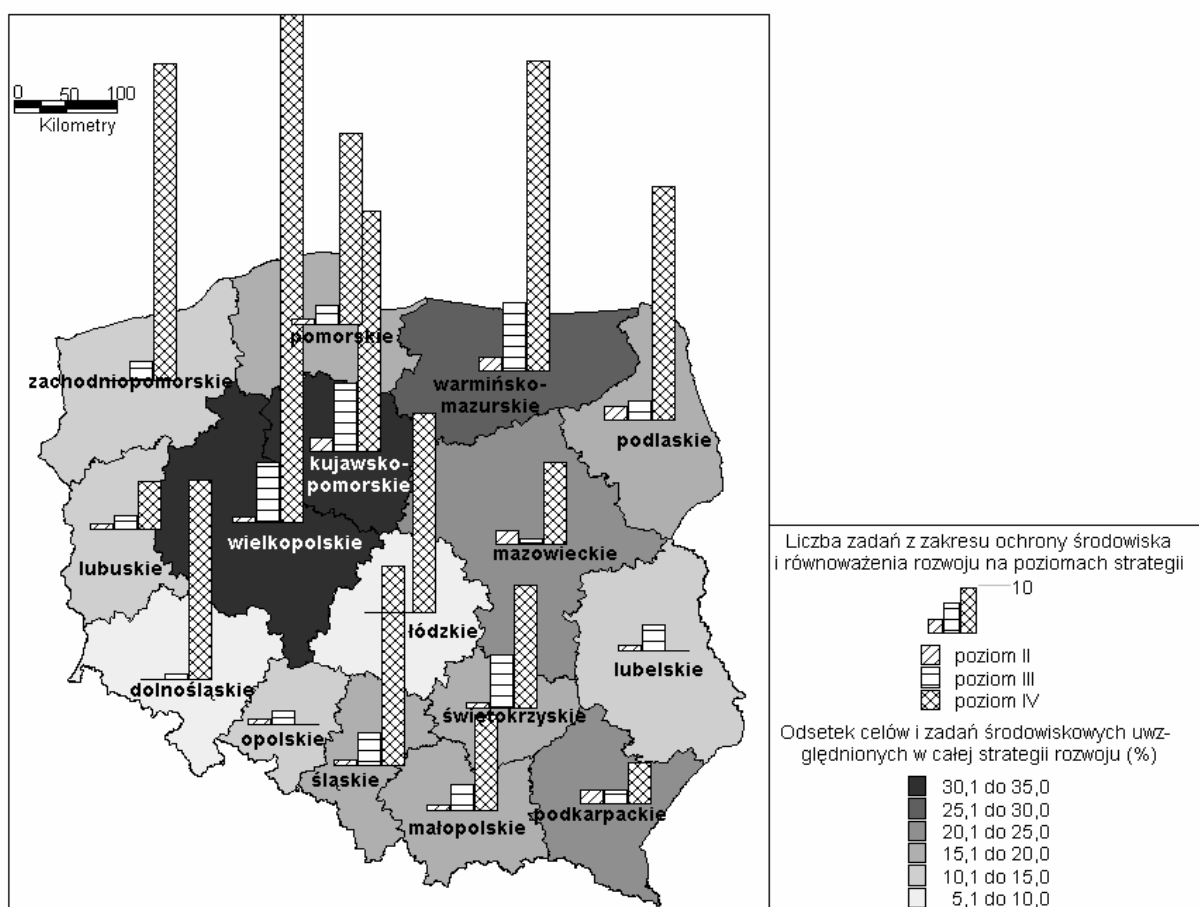 0 50 100
Kilometry
pomorskie
zachodniopomorskie
warmińsko-
mazurskie
podlaskie
kujawsko-
pomorskie
wielkopolskie
mazowieckie
lubuskie
łódzkie
lubelskie
dolnośląskie
świętokrzyskie
opolskie
śląskie
małopolskie
podkarpackie
Liczba zadań z zakresu ochrony środowiska
i równoważenia rozwoju na poziomach strategii
10
poziom II
poziom III
poziom IV
Odsetek celów i zadań środowiskowych uwz-
ględnionych w całej strategii rozwoju (%)
30,1 do 35,0
25,1 do 30,0
20,1 do 25,0
15,1 do 20,0
10,1 do 15,0
5,1 do 10,0